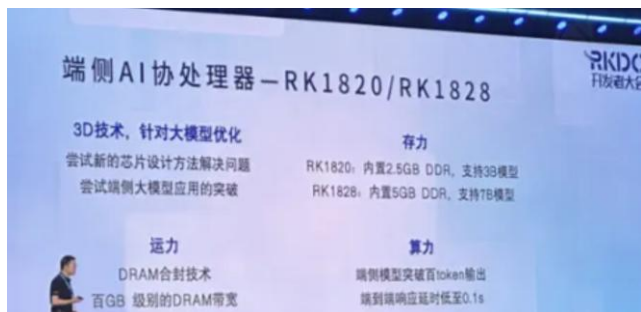 端侧AI协处理器—RK1820/RK1828
RKDC
开发者大会
3D技术，针对大模型优化
尝试新的芯片设计方法解决问题
尝试端侧大模型应用的突破
存力
RK1820：内置2.5GB DDR，支持3B模型
RK1828：内置5GB DDR，支持7B模型
运力
DRAM合封技术
百GB 级别的DRAM带宽
算力
端侧模型突破百token输出
端到端响应延时低至0.1s